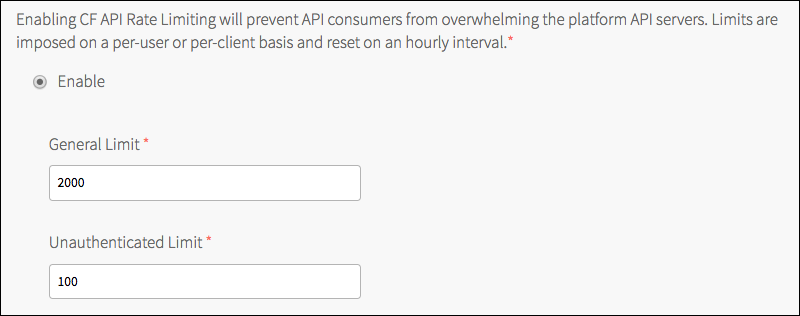 Enabling CF API Rate Limiting will prevent API consumers from overwhelming the platform API servers. Limits are
imposed on a per-user or per-client basis and reset on an hourly interval.*
Enable
General Limit *
2000
Unauthenticated Limit *
100